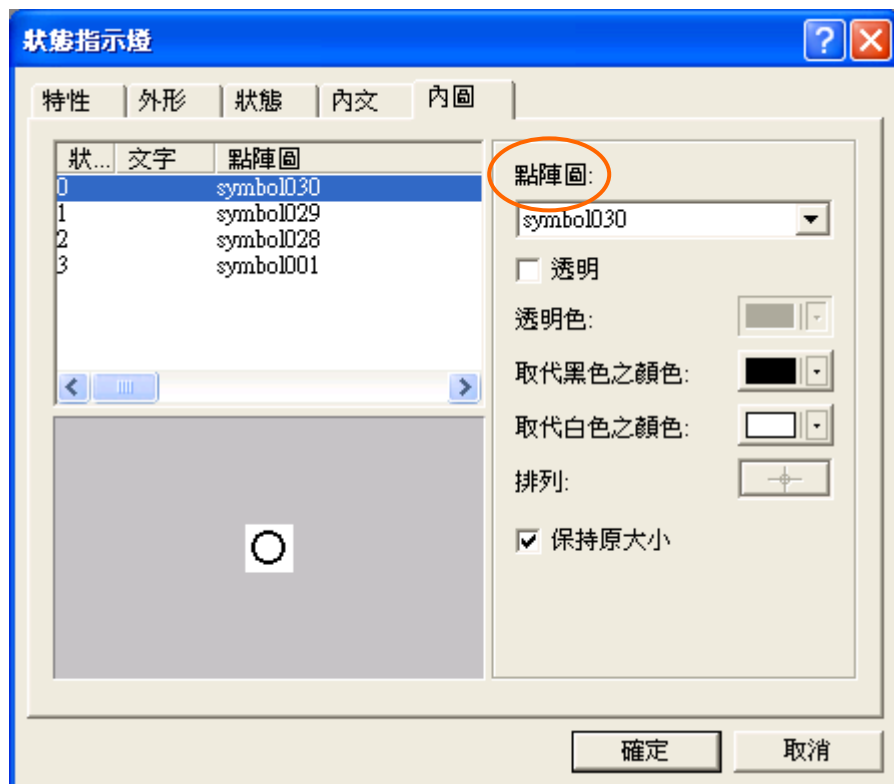 狀態指示燈
特性 外形 狀態 內文 內圖
狀... 文字 點陣圖
0 symbol030
1 symbol029
2 symbol028
3 symbol001
點陣圖:
symbol030
透明
透明色:
取代黑色之顏色:
取代白色之顏色:
排列:
保持原大小
確定 取消